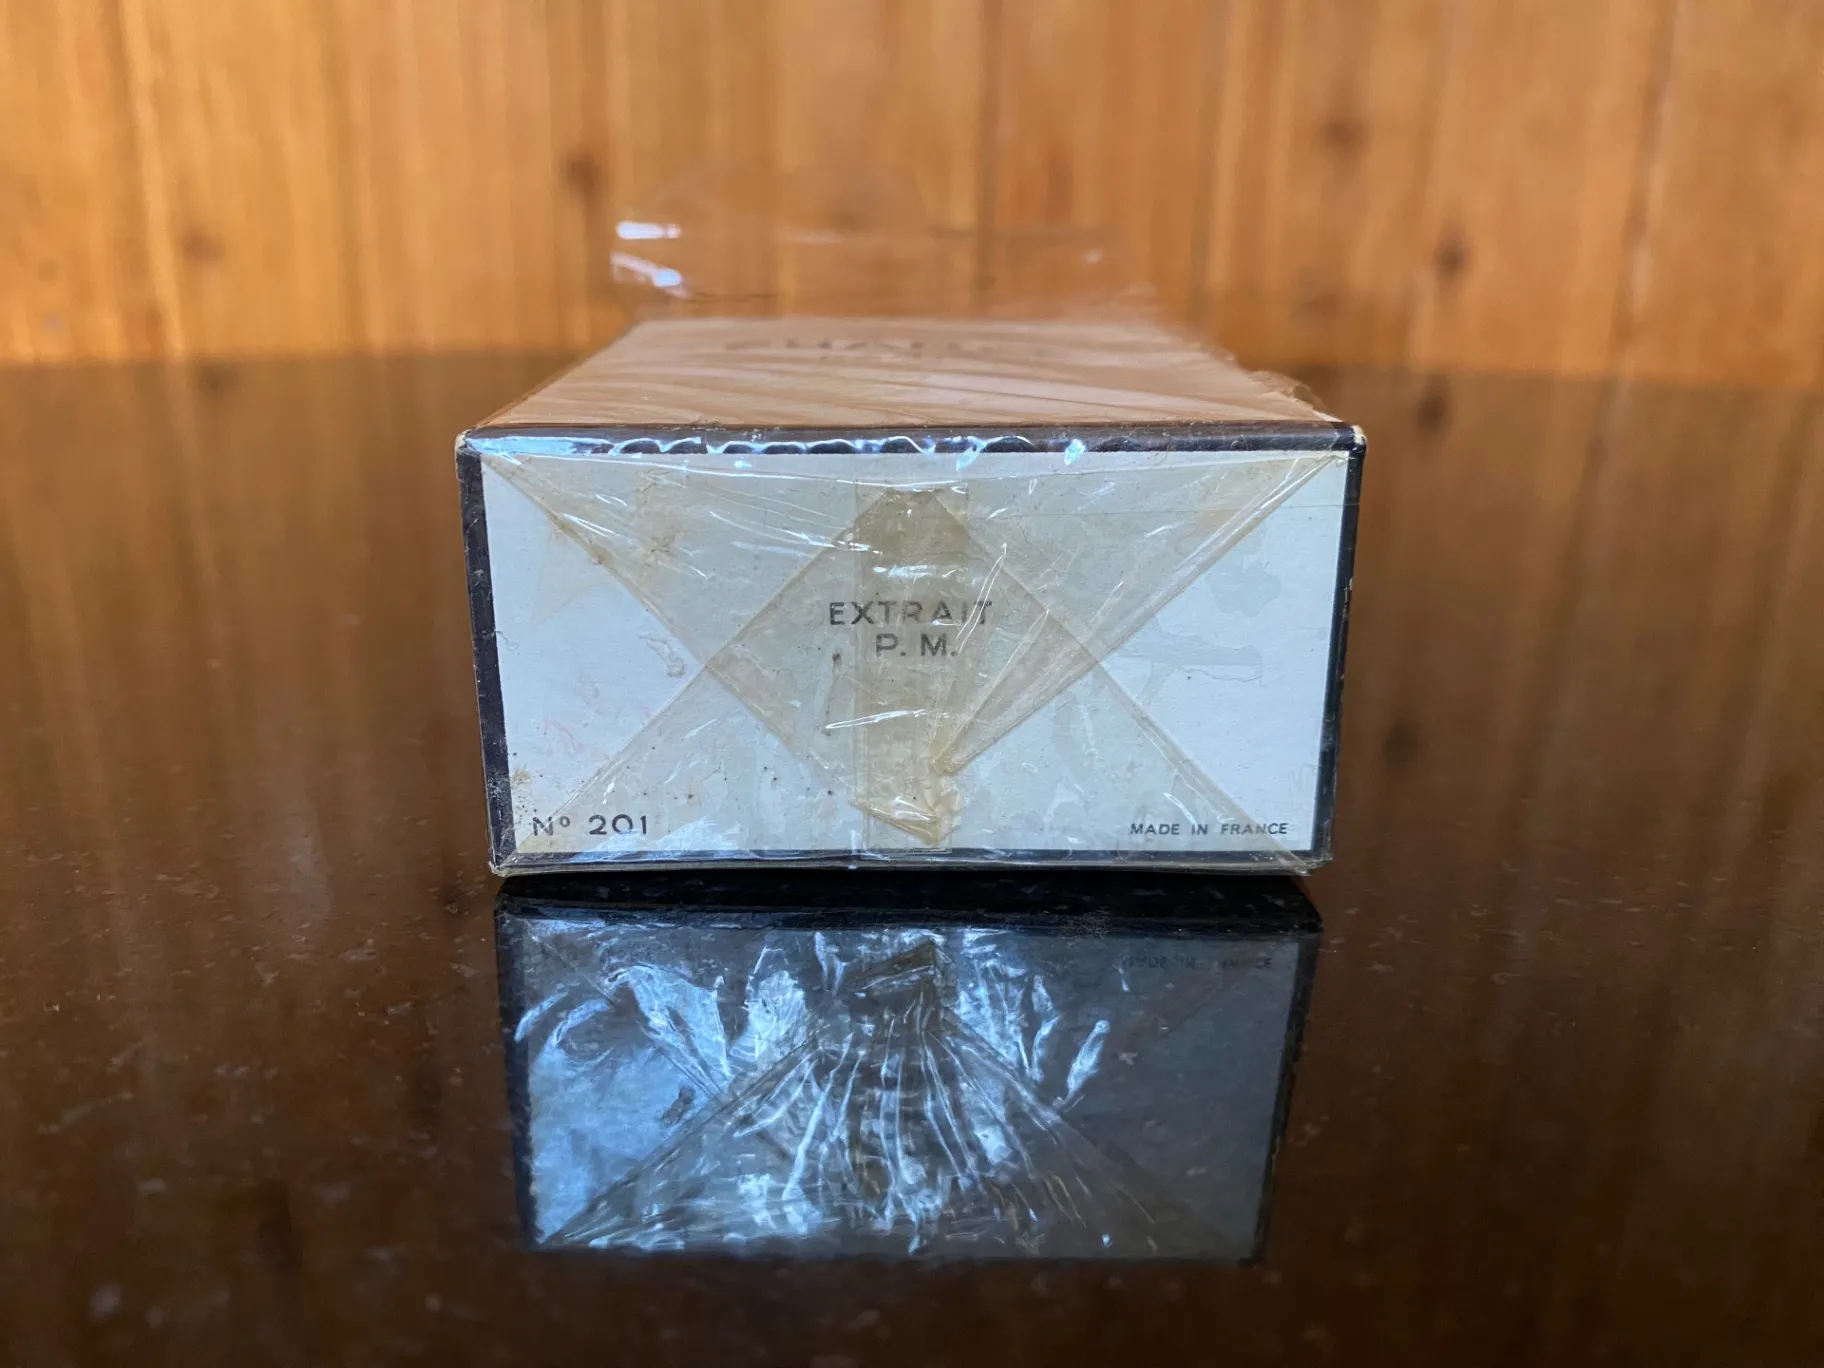 EXTRAIT
P. M.
Nº 201
MADE IN FRANCE